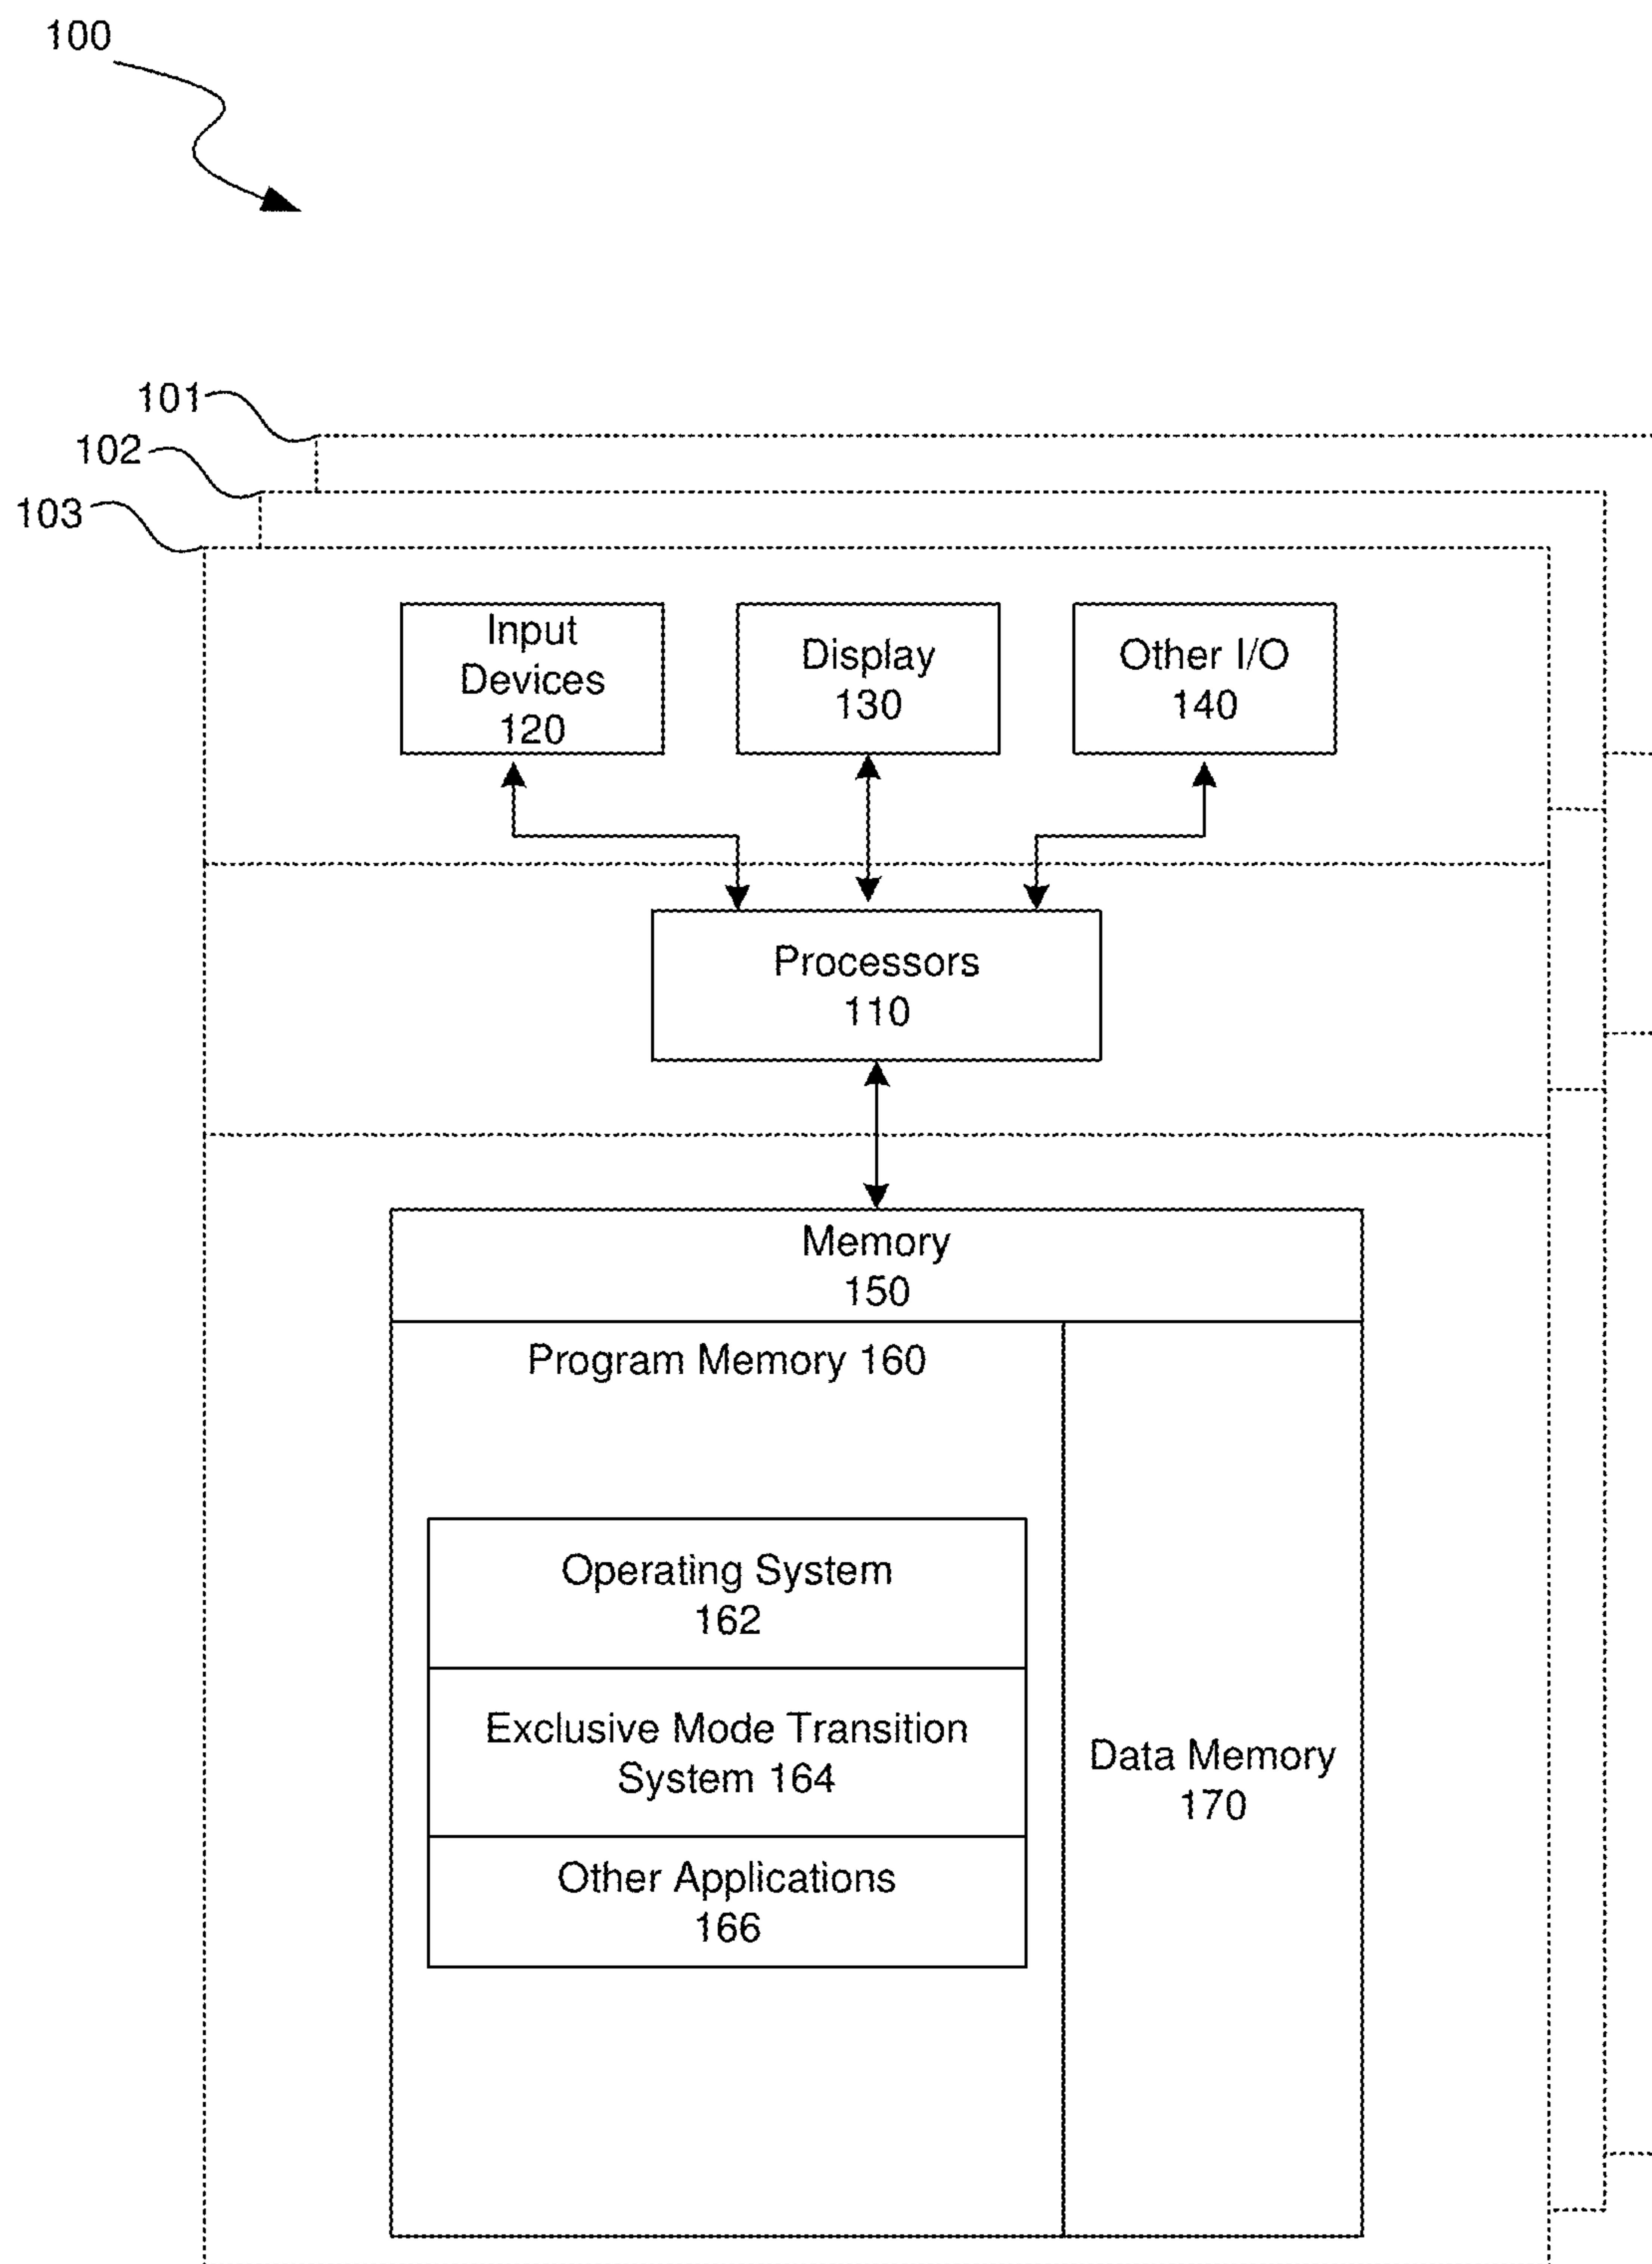 100
101
102
103
Input
Devices
120
Display
130
Other I/O
140
Processors
110
Memory
150
Program Memory 160
Operating System
162
Exclusive Mode Transition
System 164
Other Applications
166
Data Memory
170